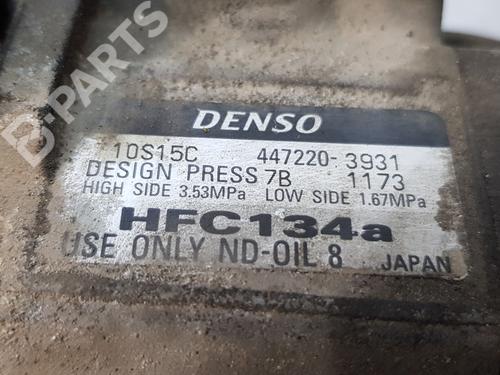 B-PARTS
DENSO
10S15C 447220-3931
DESIGN PRESS 7B 1173
HIGH SIDE 3.53MPa LOW SIDE 1.67MPa
HFC134a
USE ONLY ND-OIL 8 JAPAN